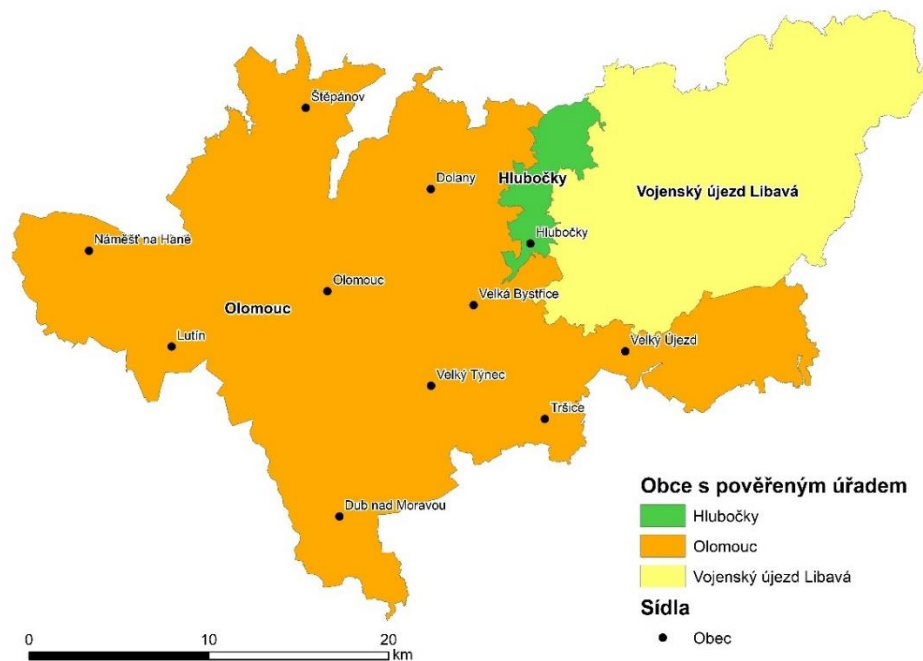 Štěpánov
Dolany
Hlubočky
Vojenský újezd Libavá
Náměšť na Hané
Hlubočky
Olomouc
Olomouc
Velká Bystřice
Lutín
Velký Újezd
Velký Týnec
Tršice
Dub nad Moravou
Obce s pověřeným úřadem
Hlubočky
Olomouc
Vojenský újezd Libavá
Sídla
Obec
0 10 20
km